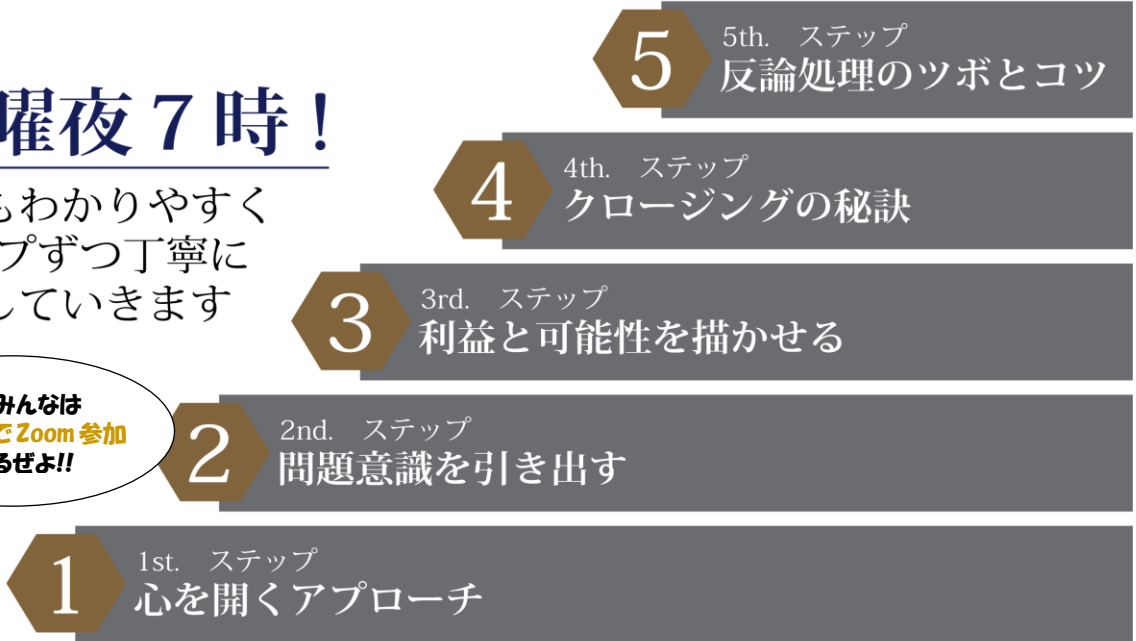 曜夜７時！
もわかりやすく
プずつ丁寧に
していきます
みんなは
でZoom参加
るぜよ!!
5
5th. ステップ
反論処理のツボとコツ
4
4th. ステップ
クロージングの秘訣
3
3rd. ステップ
利益と可能性を描かせる
2
2nd. ステップ
問題意識を引き出す
1
1st. ステップ
心を開くアプローチ